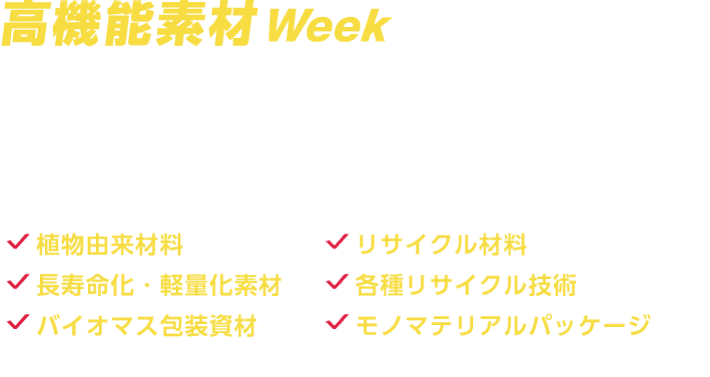 高機能素材Week
植物由来材料
リサイクル材料
長寿命化・軽量化素材
各種リサイクル技術
バイオマス包装資材
モノマテリアルパッケージ